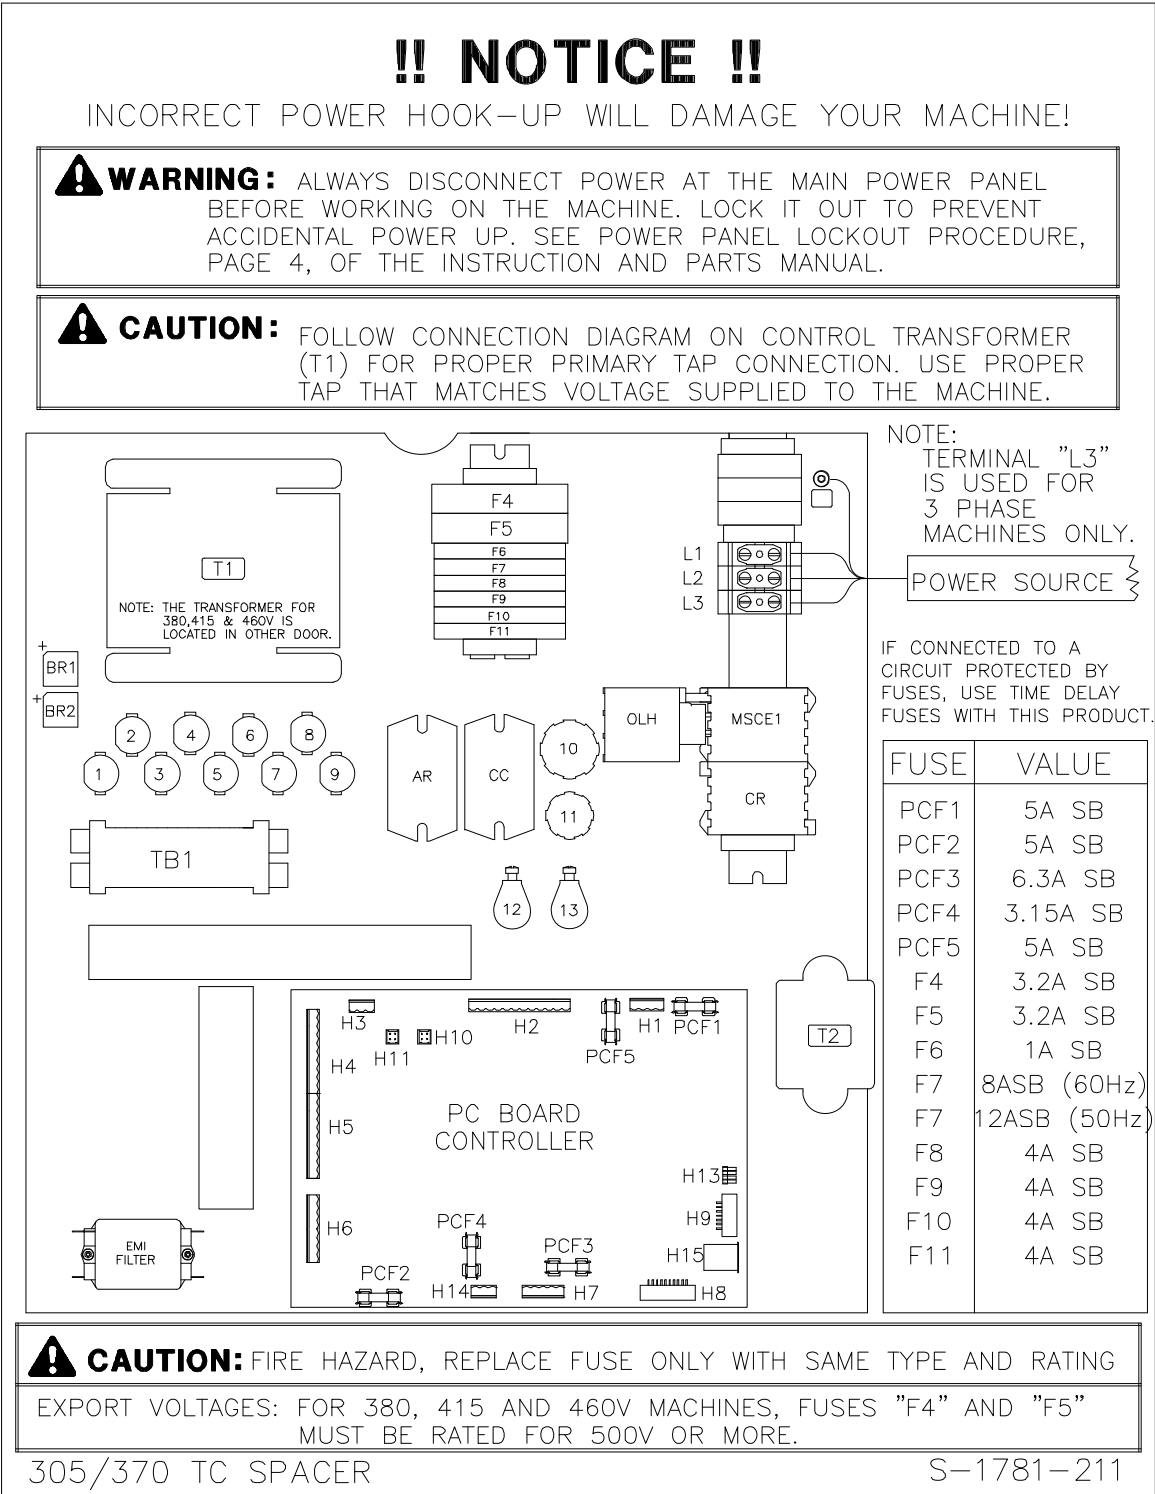 !! NOTICE !!
INCORRECT POWER HOOK-UP WILL DAMAGE YOUR MACHINE!
WARNING: ALWAYS DISCONNECT POWER AT THE MAIN POWER PANEL
BEFORE WORKING ON THE MACHINE. LOCK IT OUT TO PREVENT
ACCIDENTAL POWER UP. SEE POWER PANEL LOCKOUT PROCEDURE,
PAGE 4, OF THE INSTRUCTION AND PARTS MANUAL.
CAUTION: FOLLOW CONNECTION DIAGRAM ON CONTROL TRANSFORMER
(T1) FOR PROPER PRIMARY TAP CONNECTION. USE PROPER
TAP THAT MATCHES VOLTAGE SUPPLIED TO THE MACHINE.
NOTE:
TERMINAL "L3"
IS USED FOR
3 PHASE
MACHINES ONLY.
F4
F5
F6
F7
F8
F9
F10
F11
L1
L2
L3
POWER SOURCE
T1
NOTE: THE TRANSFORMER FOR
380,415 & 460V IS
LOCATED IN OTHER DOOR.
+
BR1
+
BR2
IF CONNECTED TO A
CIRCUIT PROTECTED BY
FUSES, USE TIME DELAY
FUSES WITH THIS PRODUCT.
2 4 6 8
1 3 5 7 9
AR
CC
10
11
OLH
MSCE1
CR
TB1
12
13
T2
H3
H11
H10
H2
PCF5
H1
PCF1
H4
H5
H6
PC BOARD
CONTROLLER
H13
H9
H15
H8
PCF4
PCF3
PCF2
H14
H7
EMI
FILTER
FUSE VALUE
PCF1 5A SB
PCF2 5A SB
PCF3 6.3A SB
PCF4 3.15A SB
PCF5 5A SB
F4 3.2A SB
F5 3.2A SB
F6 1A SB
F7 8ASB (60Hz)
F7 12ASB (50Hz)
F8 4A SB
F9 4A SB
F10 4A SB
F11 4A SB
CAUTION: FIRE HAZARD, REPLACE FUSE ONLY WITH SAME TYPE AND RATING
EXPORT VOLTAGES: FOR 380, 415 AND 460V MACHINES, FUSES "F4" AND "F5"
MUST BE RATED FOR 500V OR MORE.
305/370 TC SPACER
S-1781-211